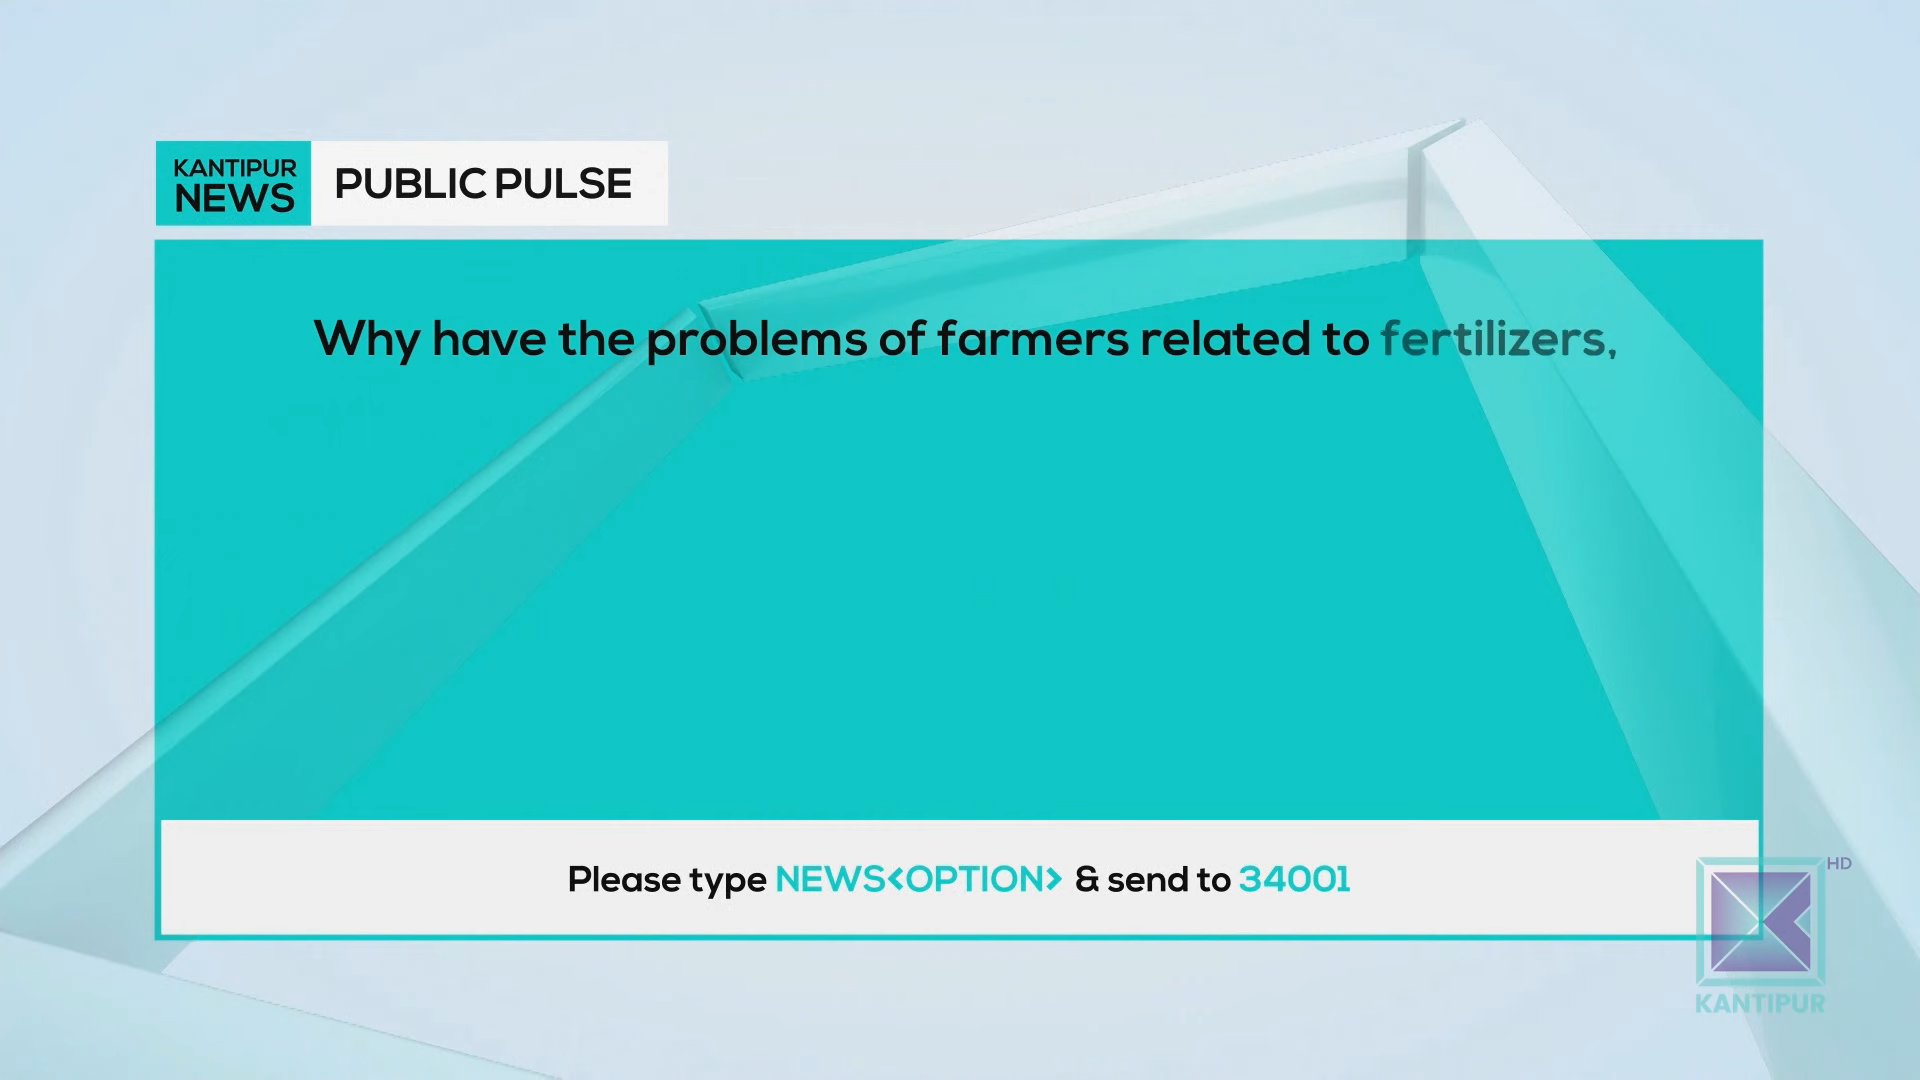 KANTIPUR
NEWS
PUBLIC PULSE
Why have the problems of farmers related to fertilizers,
Please type NEWS<OPTION> & send to 34001
HD
KANTIPUR